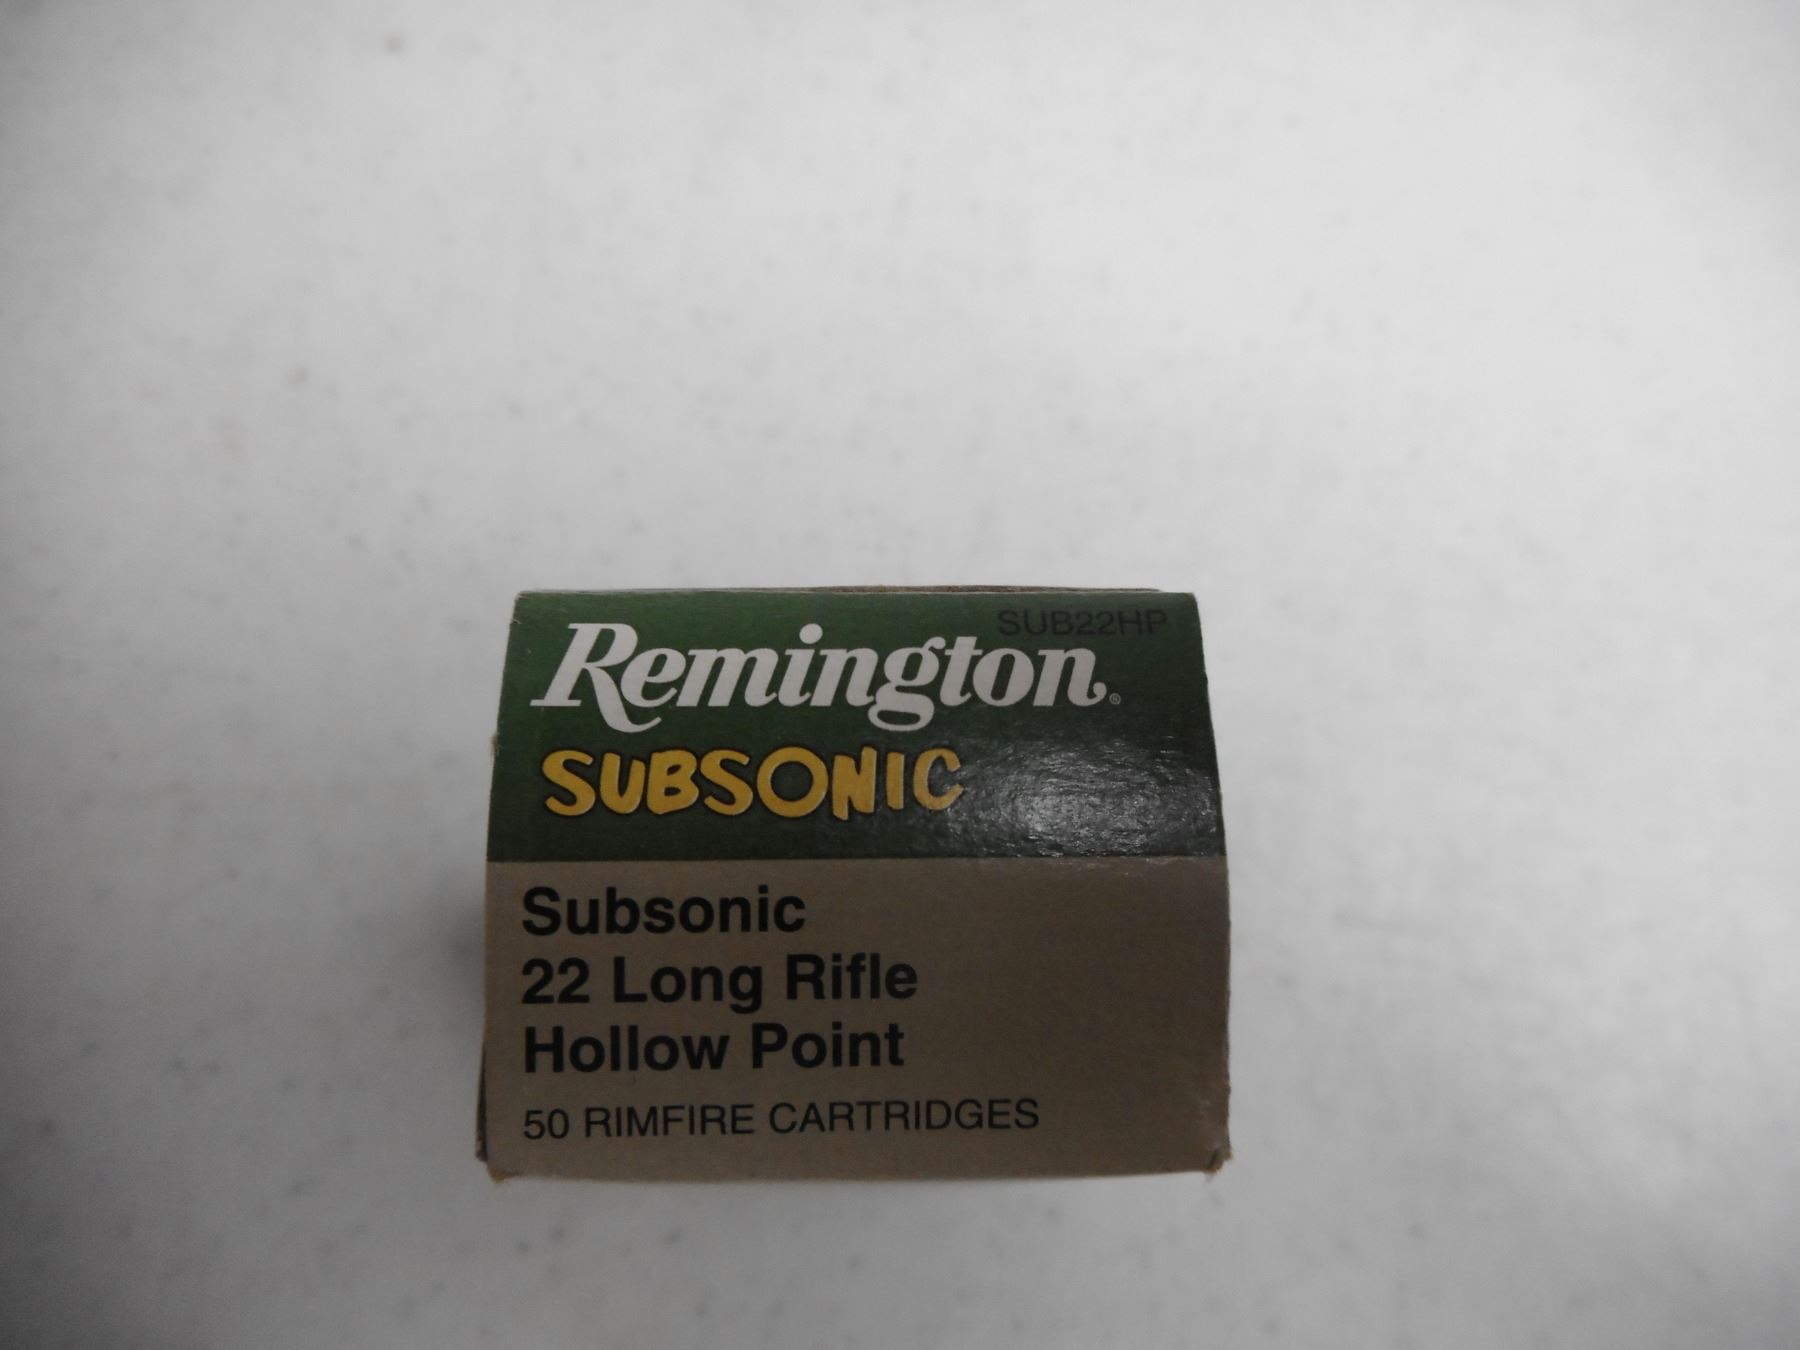 SUB22HP
Remington®
SUBSONIC
Subsonic
22 Long Rifle
Hollow Point
50 RIMFIRE CARTRIDGES